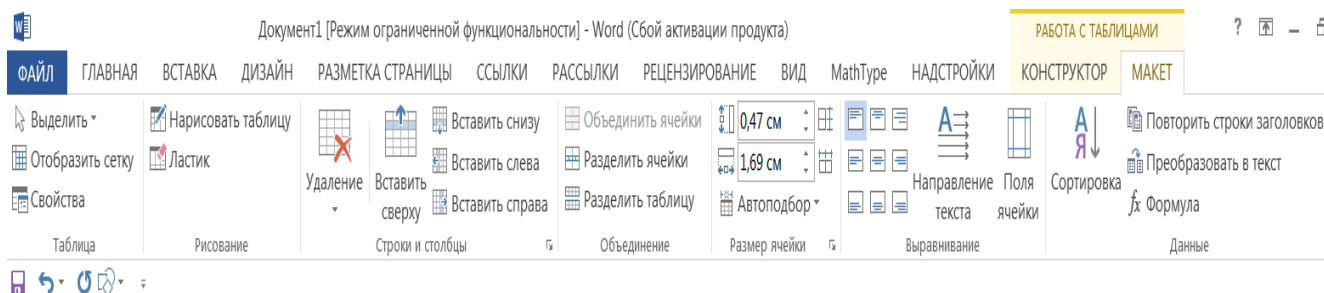 Документ1 [Режим ограниченной функциональности] - Word (Сбой активации продукта)
РАБОТА С ТАБЛИЦАМИ
?
ФАЙЛ ГЛАВНАЯ ВСТАВКА ДИЗАЙН РАЗМЕТКА СТРАНИЦЫ ССЫЛКИ РАССЫЛКИ РЕЦЕНЗИРОВАНИЕ ВИД MathType НАДСТРОЙКИ КОНСТРУКТОР МАКЕТ
Выделить
Отобразить сетку
Свойства
Таблица
Нарисовать таблицу
Ластик
Рисование
Удаление
Вставить
сверху
Вставить снизу
Вставить слева
Вставить справа
Строки и столбцы
Объединить ячейки
Разделить ячейки
Разделить таблицу
Объединение
0,47 см
1,69 см
Автоподбор
Размер ячейки
Направление
текста
Поля
ячейки
Выравнивание
Сортировка
Повторить строки заголовков
Преобразовать в текст
fx Формула
Данные